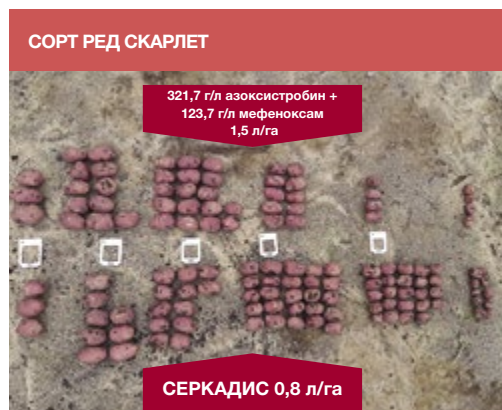 СОРТ РЕД СКАРЛЕТ
321,7 г/л азоксистробин +
123,7 г/л мефеноксам
1,5 л/га
СЕРКАДИС 0,8 л/га